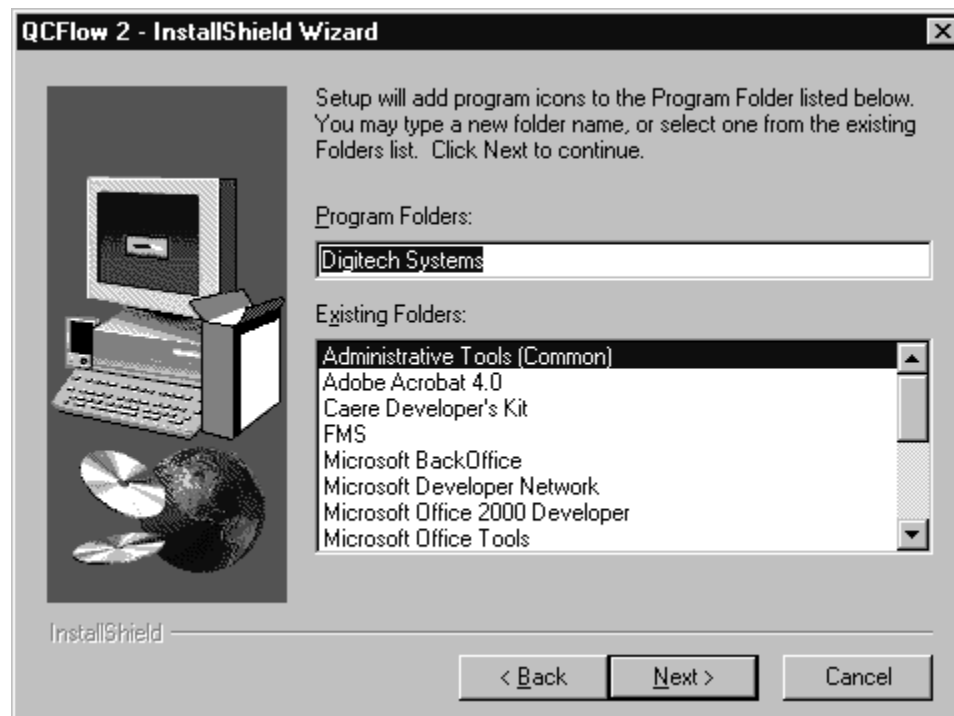 QCFlow 2 - InstallShield Wizard
Setup will add program icons to the Program Folder listed below.
You may type a new folder name, or select one from the existing
Folders list.  Click Next to continue.
Program Folders:
Digitech Systems
Existing Folders:
Administrative Tools (Common)
Adobe Acrobat 4.0
Caere Developer's Kit
FMS
Microsoft BackOffice
Microsoft Developer Network
Microsoft Office 2000 Developer
Microsoft Office Tools
InstallShield
< Back
Next >
Cancel